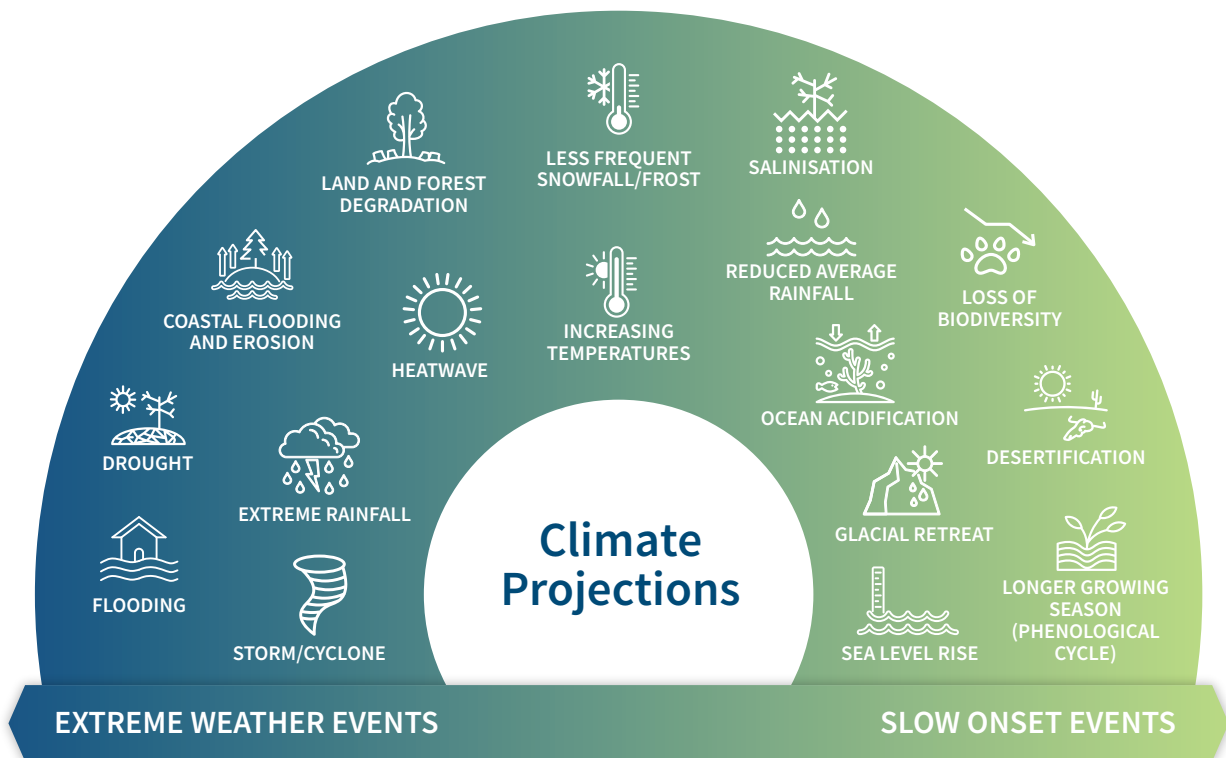 LESS FREQUENT
SNOWFALL/FROST
SALINISATION
LAND AND FOREST
DEGRADATION
REDUCED AVERAGE
RAINFALL
LOSS OF
BIODIVERSITY
COASTAL FLOODING
AND EROSION
HEATWAVE
INCREASING
TEMPERATURES
OCEAN ACIDIFICATION
DROUGHT
DESERTIFICATION
EXTREME RAINFALL
GLACIAL RETREAT
Climate
Projections
FLOODING
LONGER GROWING
SEASON
(PHENOLOGICAL
CYCLE)
STORM/CYCLONE
SEA LEVEL RISE
EXTREME WEATHER EVENTS
SLOW ONSET EVENTS